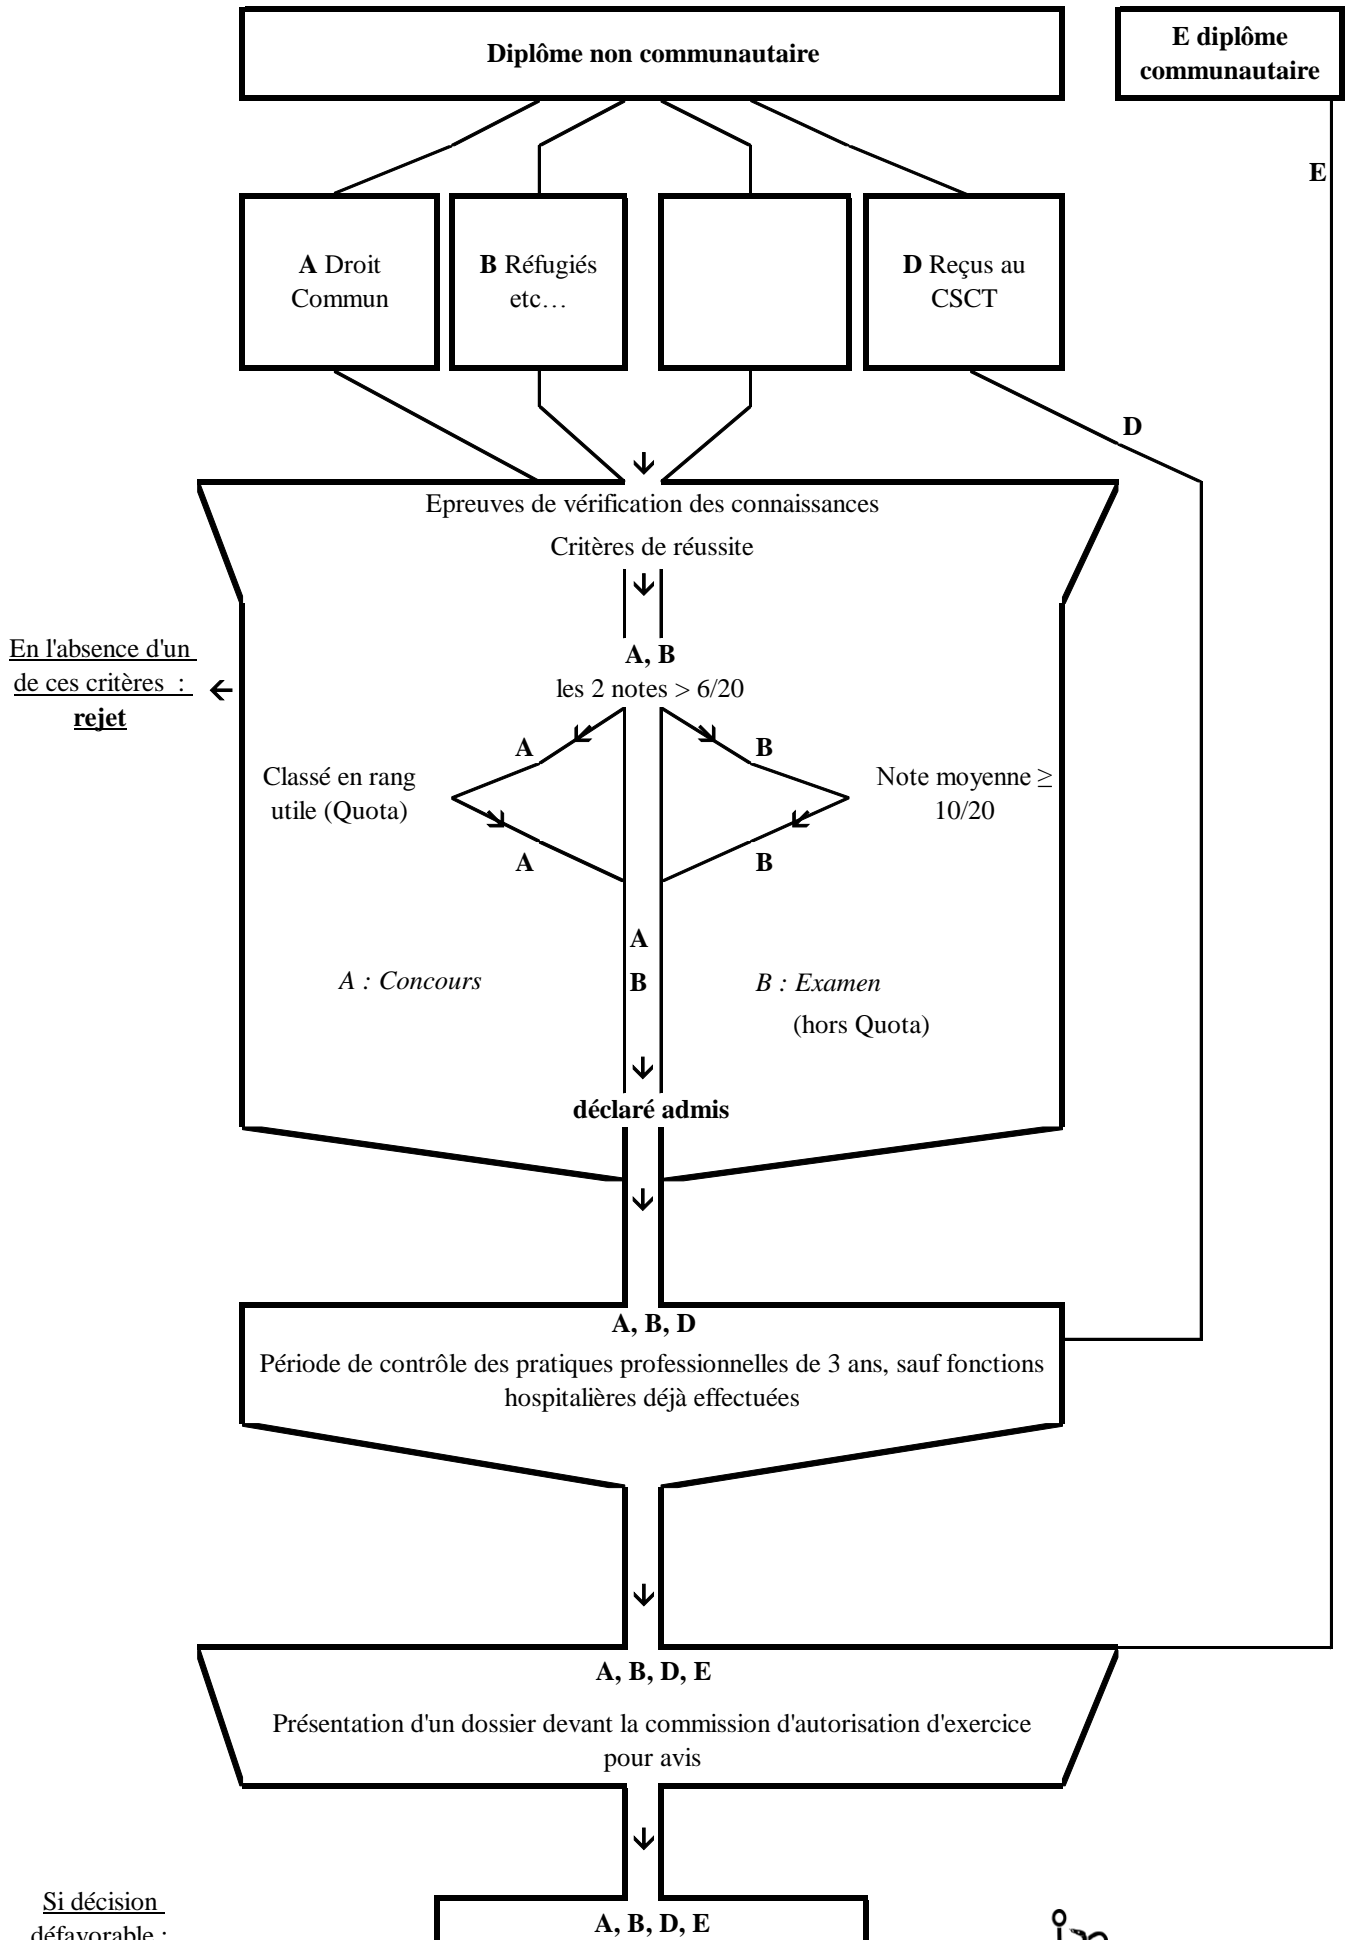 Diplôme non communautaire
E diplôme
communautaire
E
A Droit
Commun
B Réfugiés
etc…
D Reçus au
CSCT
D
Epreuves de vérification des connaissances
Critères de réussite
En l'absence d'un
de ces critères :
rejet
A, B
les 2 notes > 6/20
A
B
Classé en rang
utile (Quota)
Note moyenne ≥
10/20
A
B
A
B
A : Concours
B : Examen
(hors Quota)
déclaré admis
A, B, D
Période de contrôle des pratiques professionnelles de 3 ans, sauf fonctions
hospitalières déjà effectuées
A, B, D, E
Présentation d'un dossier devant la commission d'autorisation d'exercice
pour avis
Si décision
défavorable :
A, B, D, E